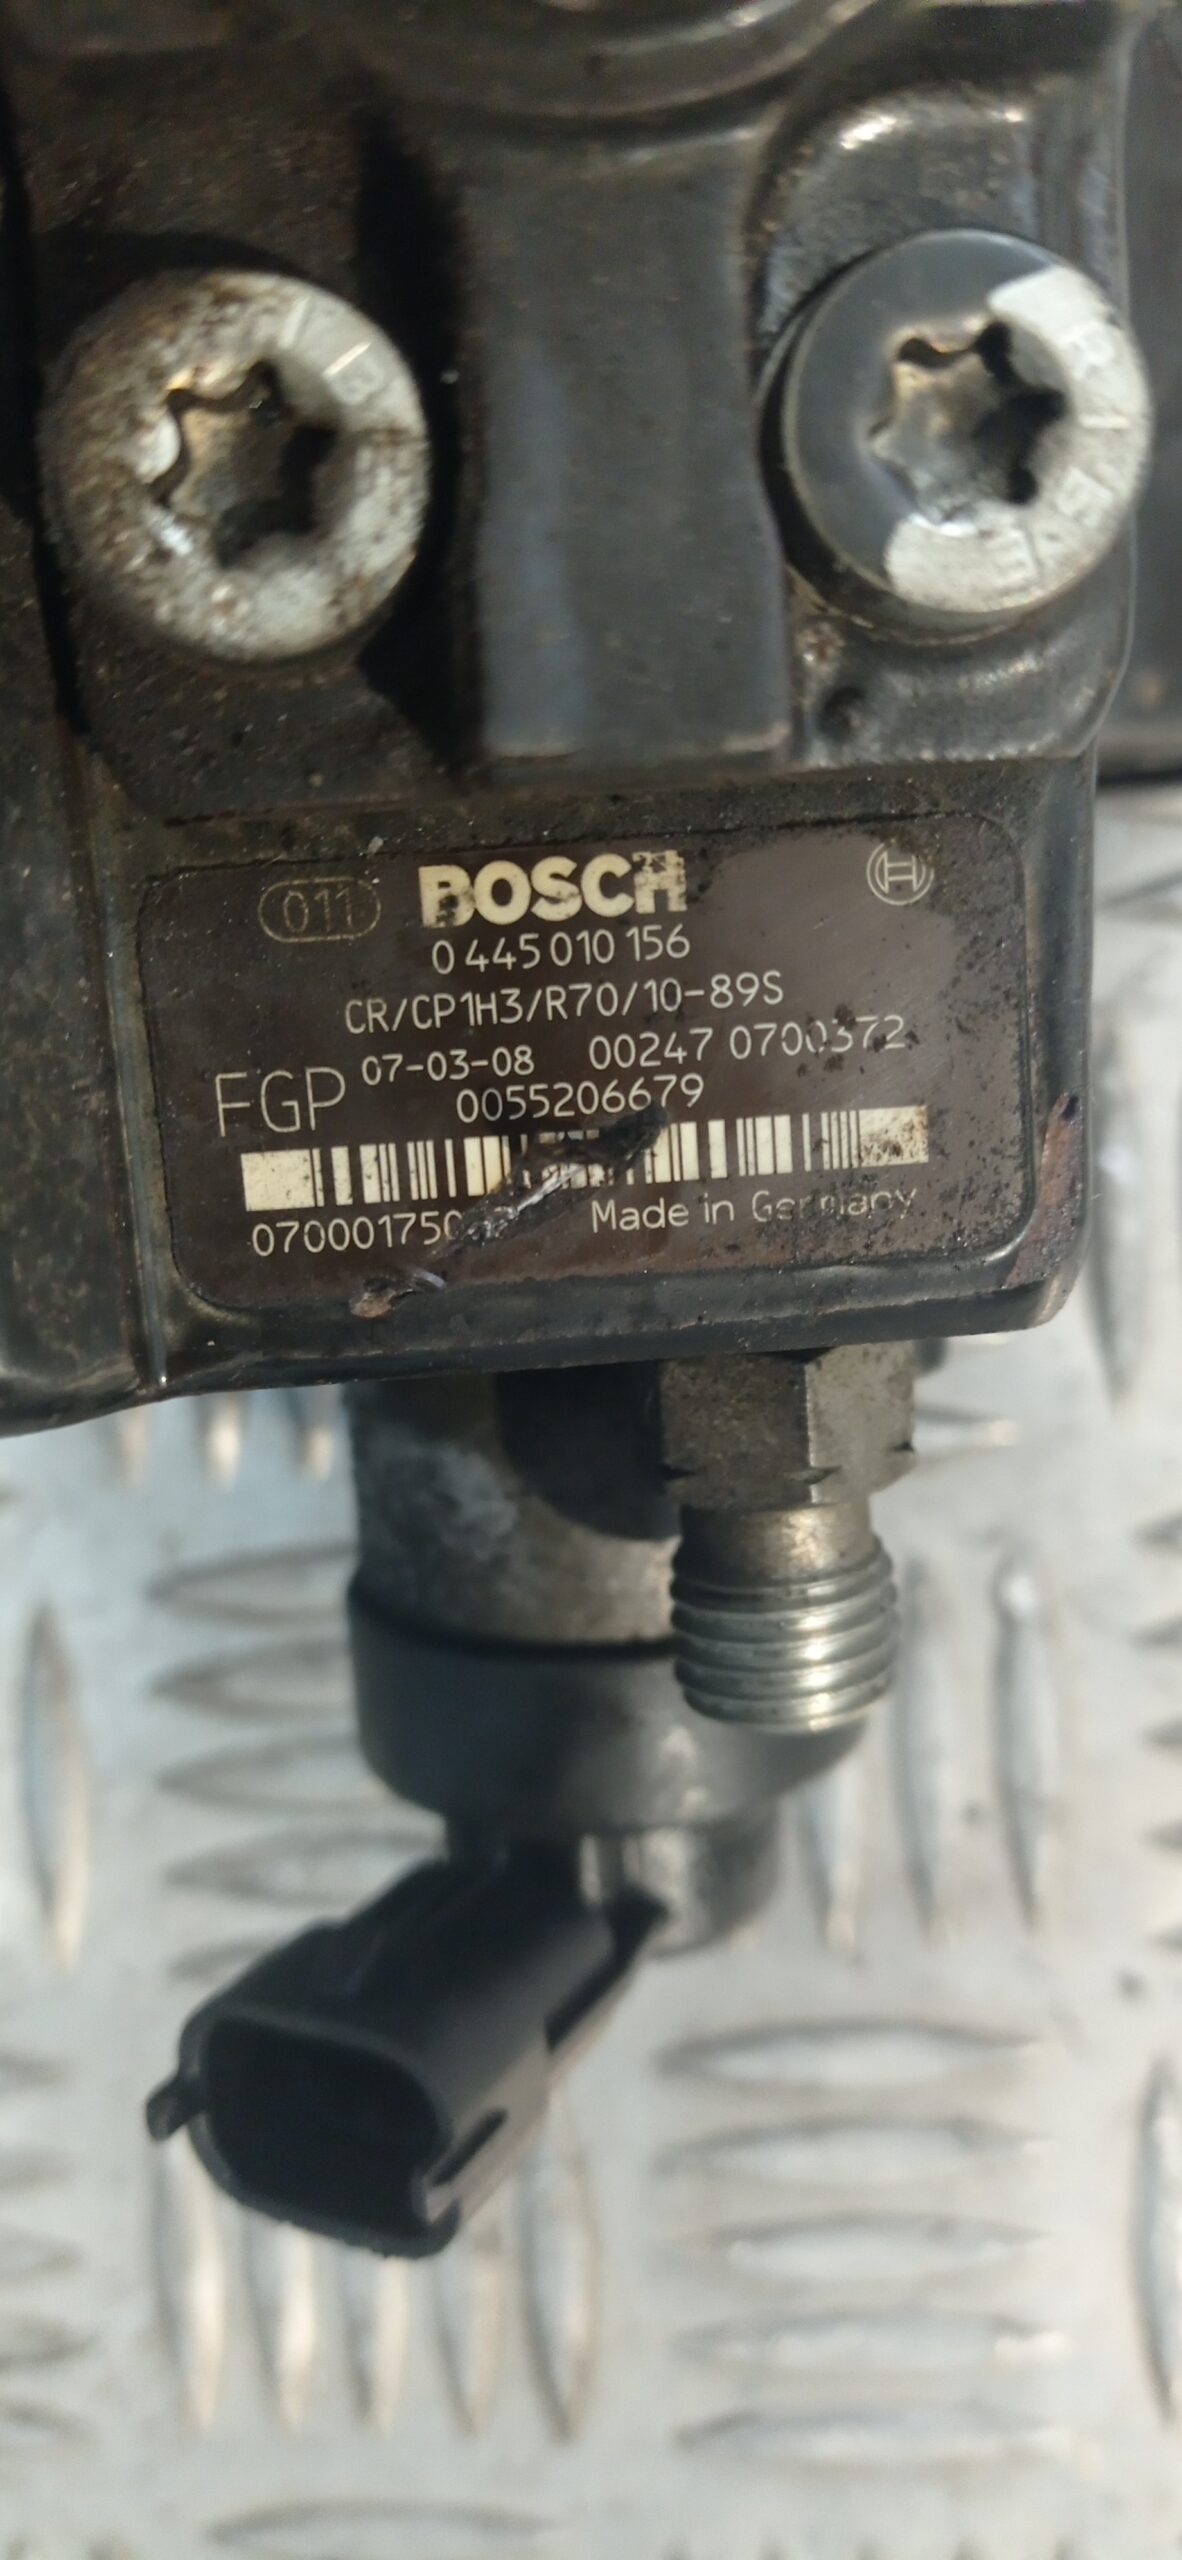 011 BOSCH
0 445 010 156
CR/CP1H3/R70/10-89S
FGP 07-03-08 00247 0700372
0055206679
07000175 Made in Germany